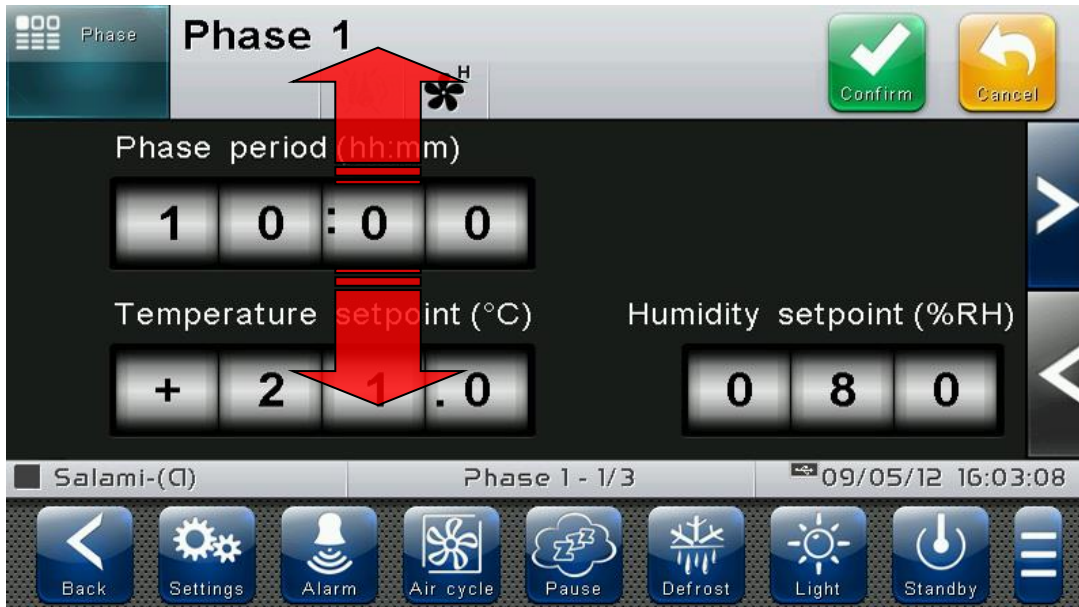 Phase
Phase 1
H
Confirm
Cancel
Phase period (hh:mm)
1 0 : 0 0
Temperature setpoint (°C)
Humidity setpoint (%RH)
+ 2 1 . 0
0 8 0
Salami-(a)
Phase 1 - 1/3
09/05/12 16:03:08
Back
Settings
Alarm
Air cycle
Pause
zzz
Defrost
Light
Standby